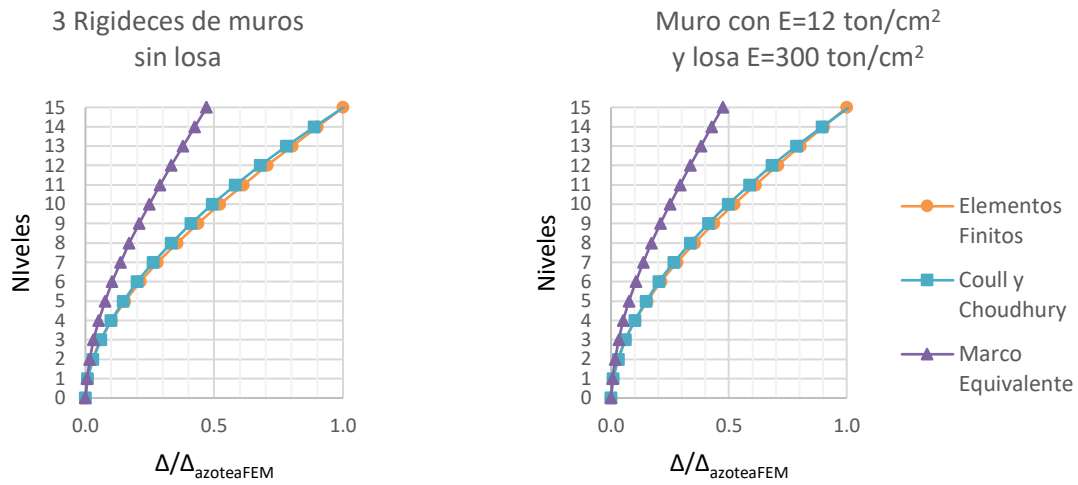 3 Rigideces de muros
sin losa
15
14
13
12
11
10
9
8
7
6
5
4
3
2
1
0
NIveles
0.0 0.5 1.0
Δ/Δazotea​FEM
Muro con E=12 ton/cm²
y losa E=300 ton/cm²
15
14
13
12
11
10
9
8
7
6
5
4
3
2
1
0
Niveles
0.0 0.5 1.0
Δ/ΔazoteaFEM
Elementos
Finitos
Coull y
Choudhury
Marco
Equivalente